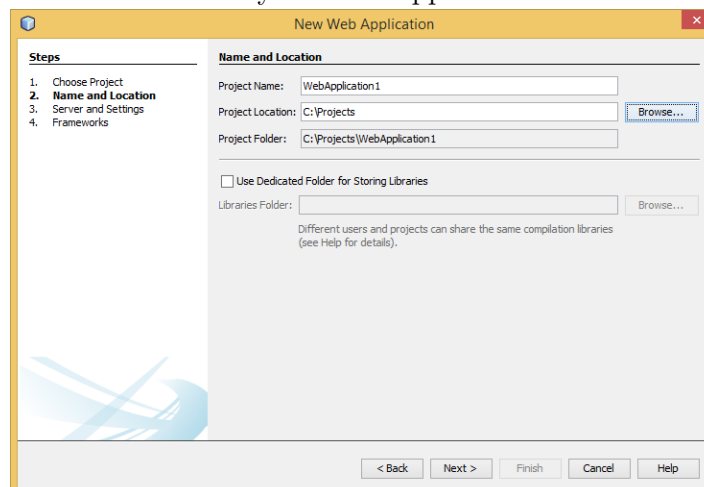 New Web Application
Steps
1. Choose Project
2. Name and Location
3. Server and Settings
4. Frameworks
Name and Location
Project Name: WebApplication1
Project Location: C:\Projects Browse...
Project Folder: C:\Projects\WebApplication1
Use Dedicated Folder for Storing Libraries
Libraries Folder: Browse...
Different users and projects can share the same compilation libraries
(see Help for details).
< Back Next > Finish Cancel Help